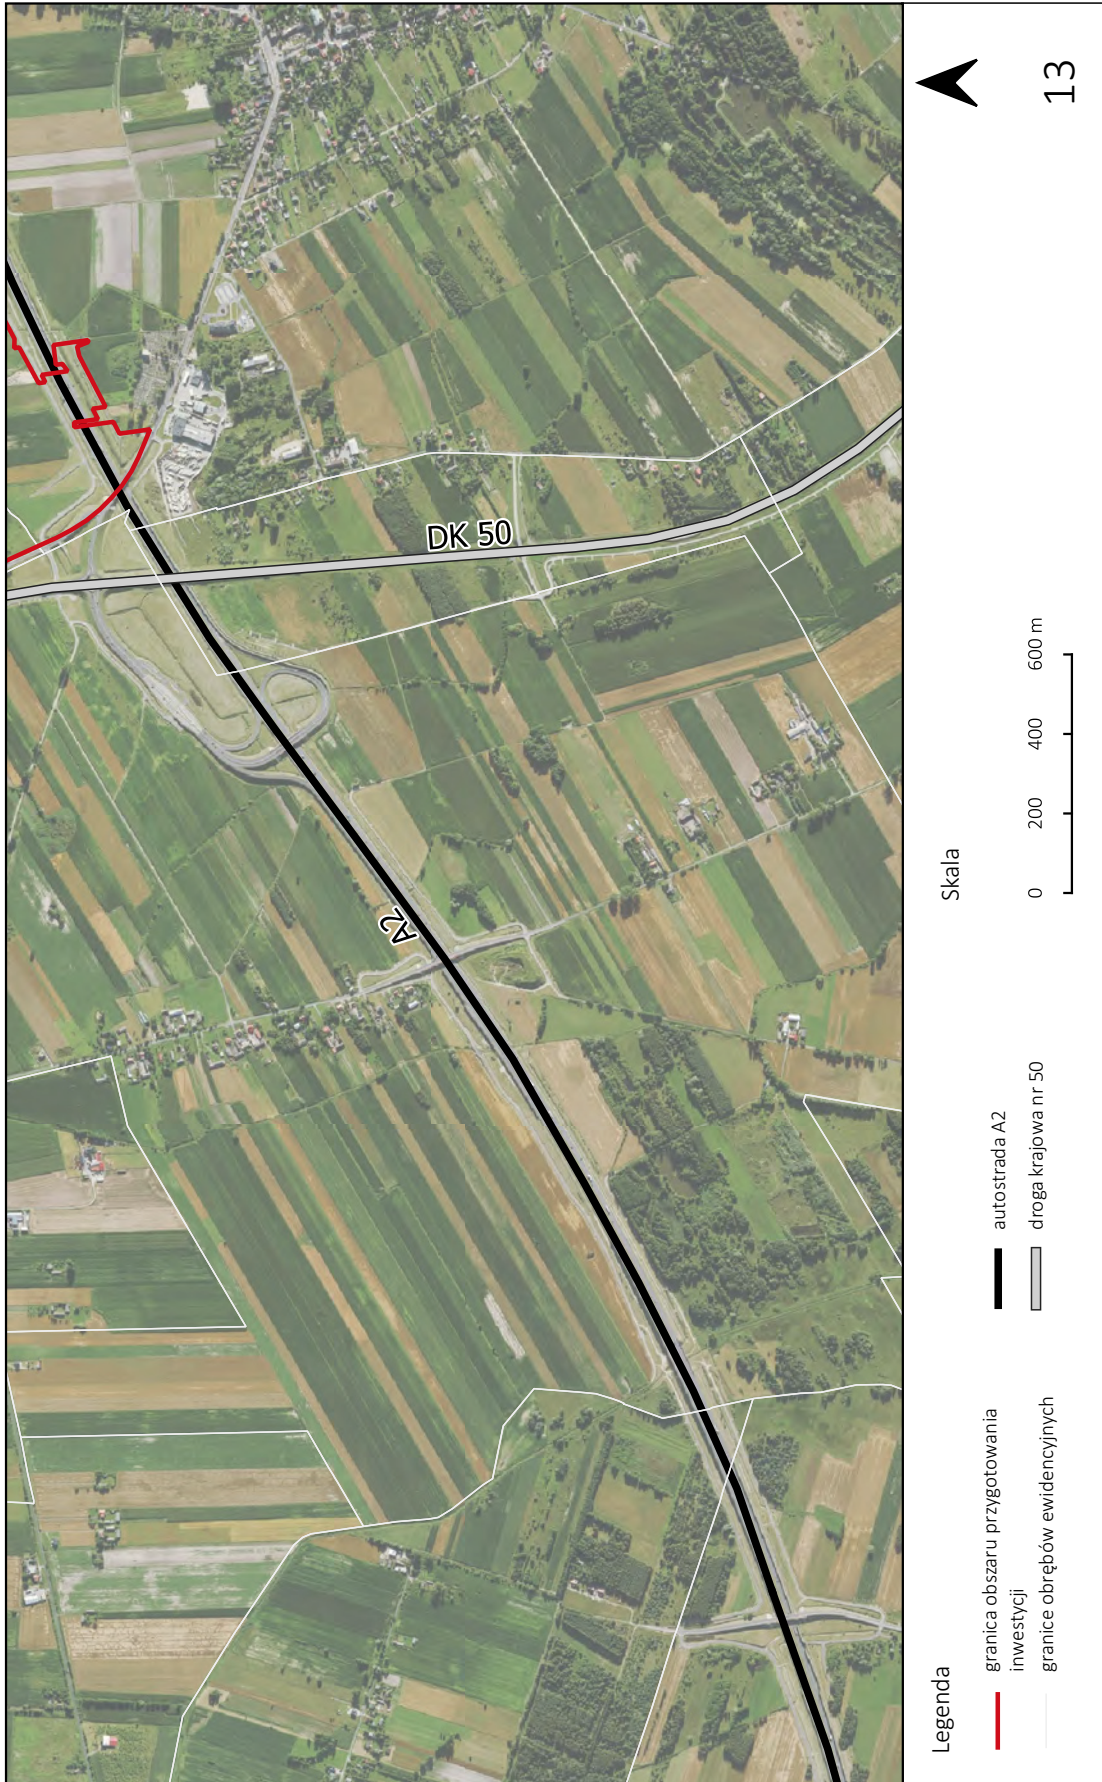 DK 50
A2
13
Skala
0 200 400 600 m
Legenda
granica obszaru przygotowania
inwestycji
granice obrębów ewidencyjnych
autostrada A2
droga krajowa nr 50